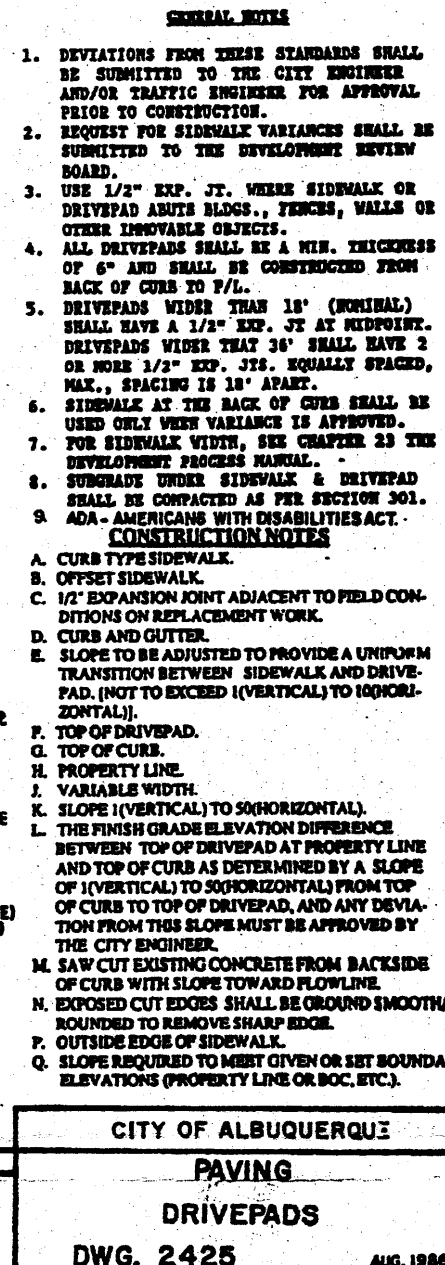 GENERAL NOTES
1. DEVIATIONS FROM THESE STANDARDS SHALL
BE SUBMITTED TO THE CITY ENGINEER
AND/OR TRAFFIC ENGINEER FOR APPROVAL
PRIOR TO CONSTRUCTION.
2. REQUEST FOR SIDEWALK VARIANCES SHALL BE
SUBMITTED TO THE DEVELOPMENT REVIEW
BOARD.
3. USE 1/2" EXP. JT. WHERE SIDEWALK OR
DRIVEPAD ABUTS BLDGS., FENCES, WALLS OR
OTHER IMMOVABLE OBJECTS.
4. ALL DRIVEPADS SHALL BE A MIN. THICKNESS
OF 6" AND SHALL BE CONSTRUCTED FROM
BACK OF CURB TO P/L.
5. DRIVEPADS WIDER THAN 18' (NOMINAL)
SHALL HAVE A 1/2" EXP. JT AT MIDPOINT.
DRIVEPADS WIDER THAT 36' SHALL HAVE 2
OR MORE 1/2" EXP. JTS. EQUALLY SPACED,
MAX., SPACING IS 18' APART.
6. SIDEWALK AT THE BACK OF CURB SHALL BE
USED ONLY WHEN VARIANCE IS APPROVED.
7. FOR SIDEWALK WIDTH, SEE CHAPTER 23 THE
DEVELOPMENT PROCESS MANUAL.
8. SUBGRADE UNDER SIDEWALK & DRIVEPAD
SHALL BE COMPACTED AS PER SECTION 301.
9. ADA - AMERICANS WITH DISABILITIES ACT.
CONSTRUCTION NOTES
A. CURB TYPE SIDEWALK.
B. OFFSET SIDEWALK.
C. 1/2" EXPANSION JOINT ADJACENT TO FIELD CON-
DITIONS ON REPLACEMENT WORK.
D. CURB AND GUTTER.
E. SLOPE TO BE ADJUSTED TO PROVIDE A UNIFORM
TRANSITION BETWEEN SIDEWALK AND DRIVE-
PAD. [NOT TO EXCEED 1(VERTICAL) TO 10(HORI-
ZONTAL)].
F. TOP OF DRIVEPAD.
G. TOP OF CURB.
H. PROPERTY LINE.
J. VARIABLE WIDTH.
K. SLOPE 1(VERTICAL) TO 50(HORIZONTAL).
L. THE FINISH GRADE ELEVATION DIFFERENCE
BETWEEN TOP OF DRIVEPAD AT PROPERTY LINE
AND TOP OF CURB AS DETERMINED BY A SLOPE
OF 1(VERTICAL) TO 50(HORIZONTAL) FROM TOP
OF CURB TO TOP OF DRIVEPAD, AND ANY DEVIA-
TION FROM THIS SLOPE MUST BE APPROVED BY
THE CITY ENGINEER.
M. SAW CUT EXISTING CONCRETE FROM BACKSIDE
OF CURB WITH SLOPE TOWARD FLOWLINE.
N. EXPOSED CUT EDGES SHALL BE GROUND SMOOTH/
ROUNDED TO REMOVE SHARP EDGE.
P. OUTSIDE EDGE OF SIDEWALK.
Q. SLOPE REQUIRED TO MEET GIVEN OR SET BOUNDA
ELEVATIONS (PROPERTY LINE OR BOC, ETC.).
CITY OF ALBUQUERQUE
PAVING
DRIVEPADS
DWG. 2425 AUG. 1986